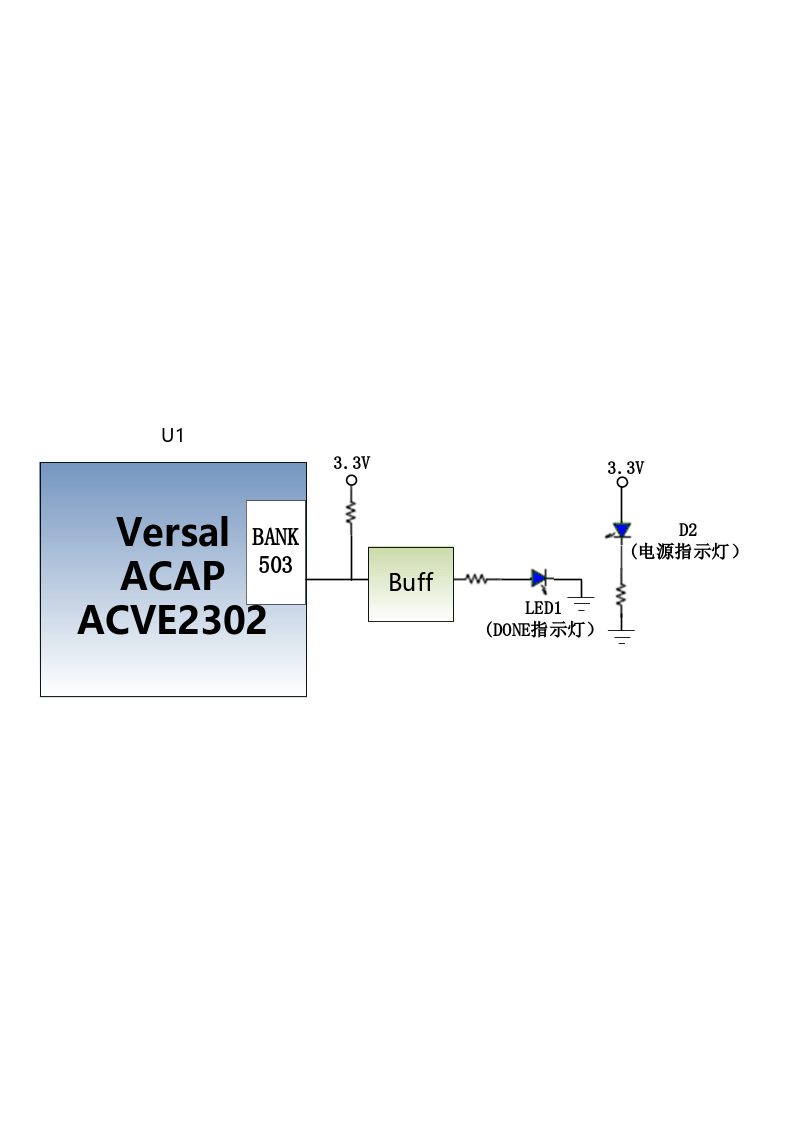 U1
Versal
ACAP
ACVE2302
BANK
503
3.3V
Buff
LED1
(DONE指示灯)
3.3V
D2
(电源指示灯)